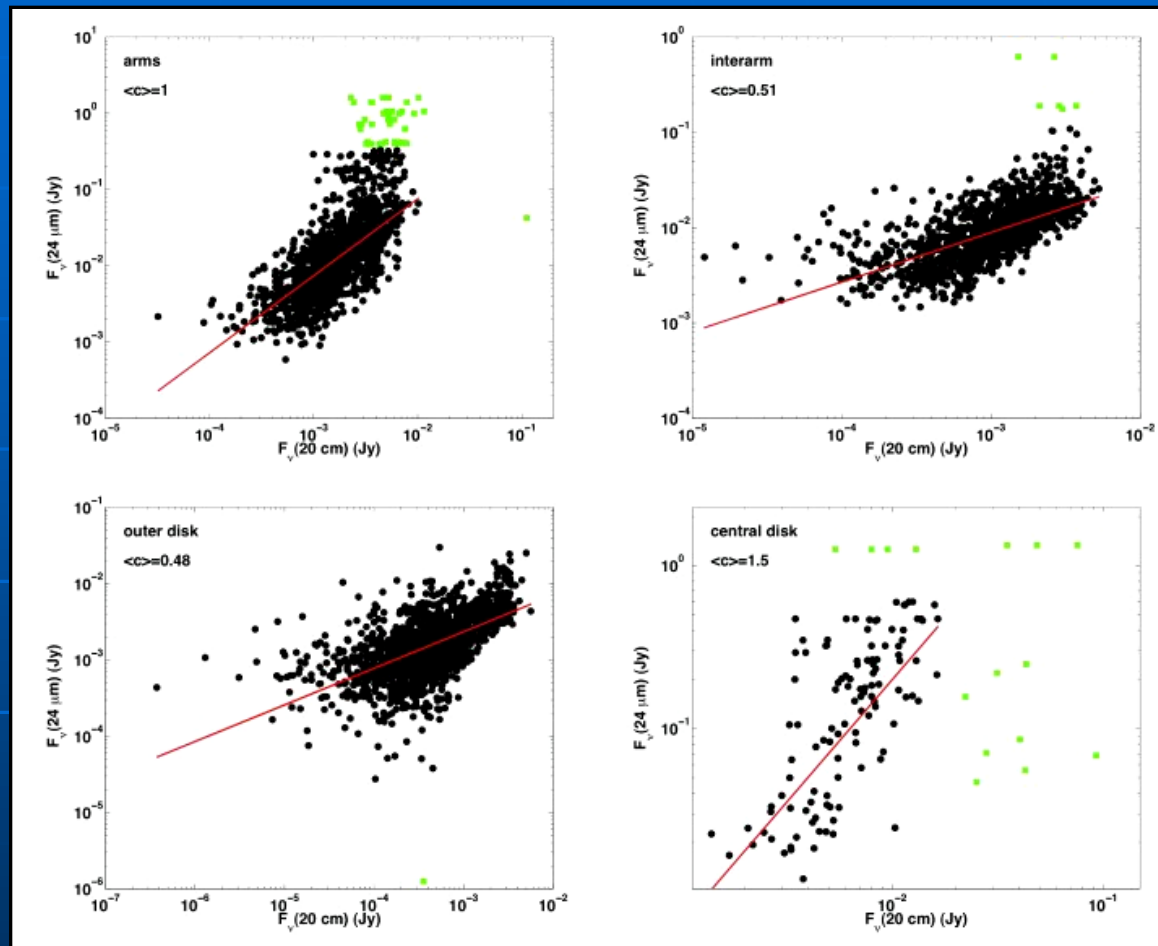 arms
<c>=1
10^1
10^0
10^-1
10^-2
10^-3
10^-4
F_ν(24 μm) (Jy)
10^-5
10^-4
10^-3
10^-2
10^-1
F_ν(20 cm) (Jy)
interarm
<c>=0.51
10^0
10^-1
10^-2
10^-3
10^-4
F_ν(24 μm) (Jy)
10^-5
10^-4
10^-3
10^-2
F_ν(20 cm) (Jy)
outer disk
<c>=0.48
10^-1
10^-2
10^-3
10^-4
10^-5
10^-6
F_ν(24 μm) (Jy)
10^-7
10^-6
10^-5
10^-4
10^-3
10^-2
F_ν(20 cm) (Jy)
central disk
<c>=1.5
10^0
10^-1
F_ν(24 μm) (Jy)
10^-2
10^-1
F_ν(20 cm) (Jy)